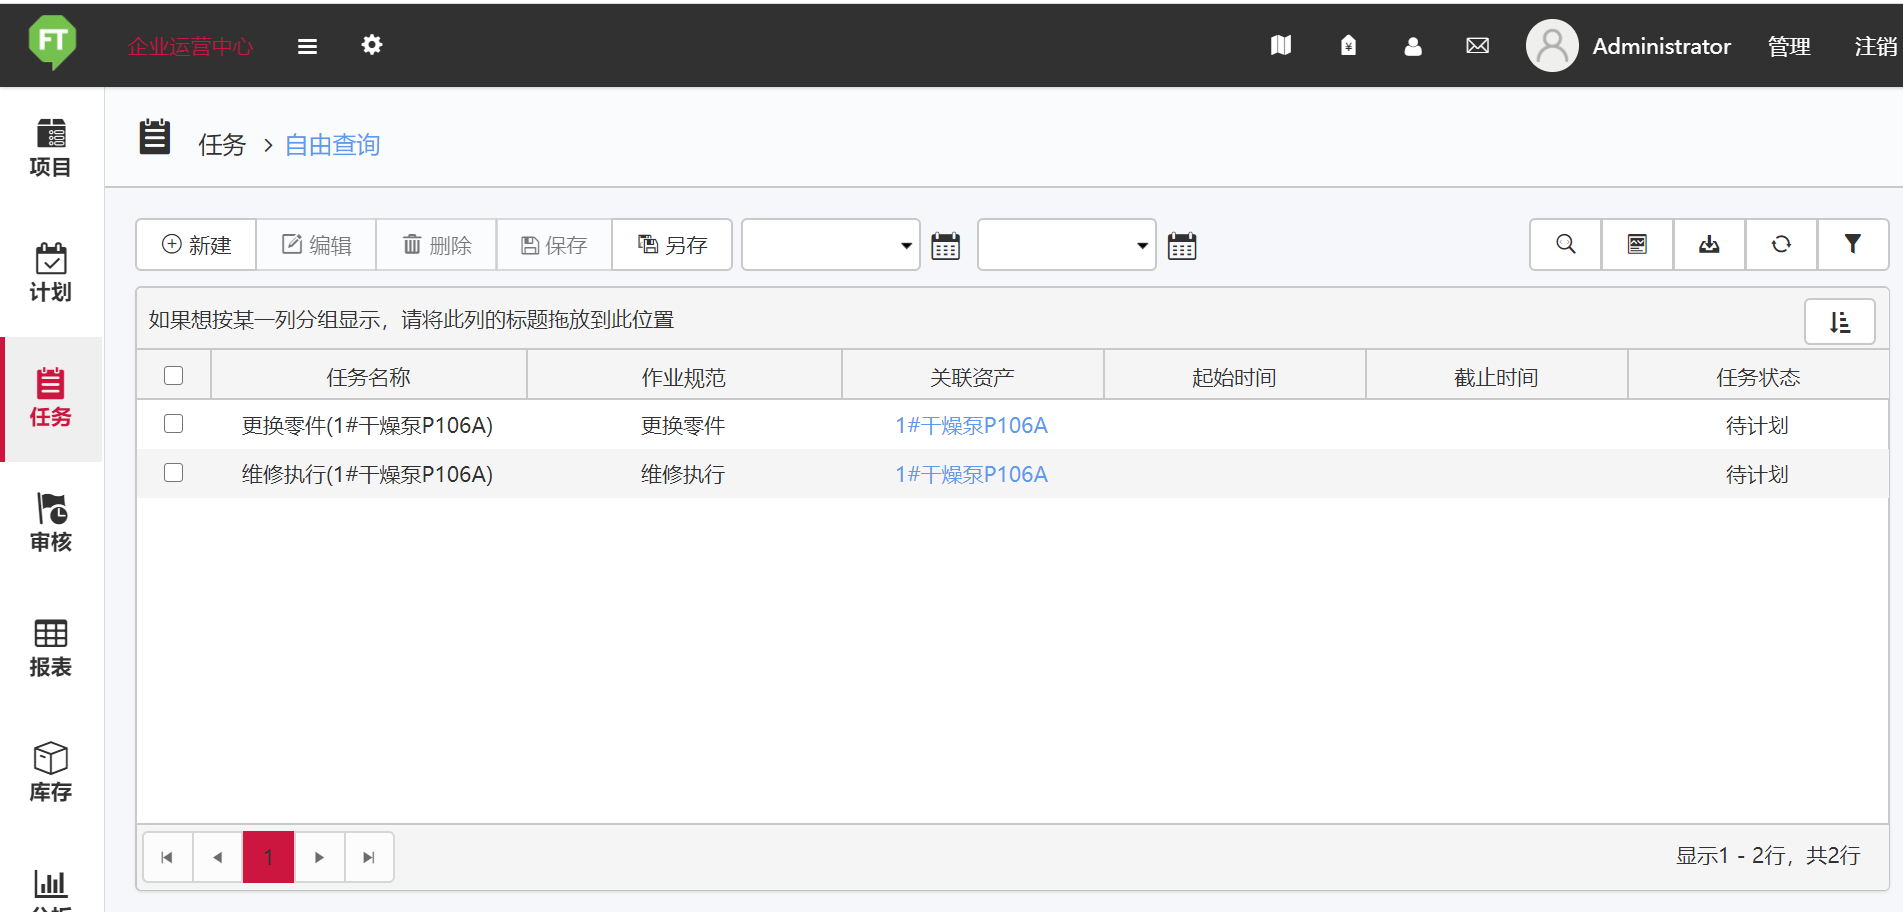 FT
企业运营中心
Administrator 管理 注销
项目
计划
任务
审核
报表
库存
分析
任务 > 自由查询
新建 编辑 删除 保存 另存
如果想按某一列分组显示，请将此列的标题拖放到此位置
任务名称 作业规范 关联资产 起始时间 截止时间 任务状态
更换零件(1#干燥泵P106A) 更换零件 1#干燥泵P106A 待计划
维修执行(1#干燥泵P106A) 维修执行 1#干燥泵P106A 待计划
1
显示1 - 2行，共2行